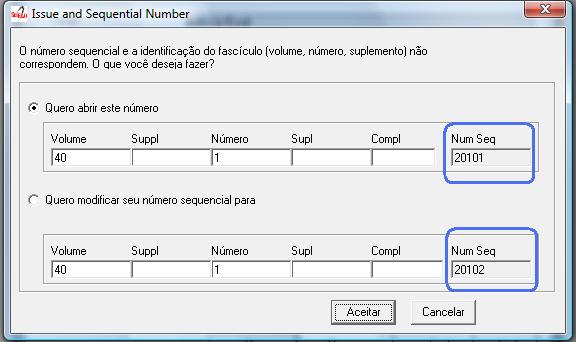 Issue and Sequential Number
O número sequencial e a identificação do fascículo (volume, número, suplemento) não
correspondem. O que você deseja fazer?
Quero abrir este número
Volume Suppl Número Supl Compl Num Seq
40 1 20101
Quero modificar seu número sequencial para
Volume Suppl Número Supl Compl Num Seq
40 1 20102
Aceitar Cancelar